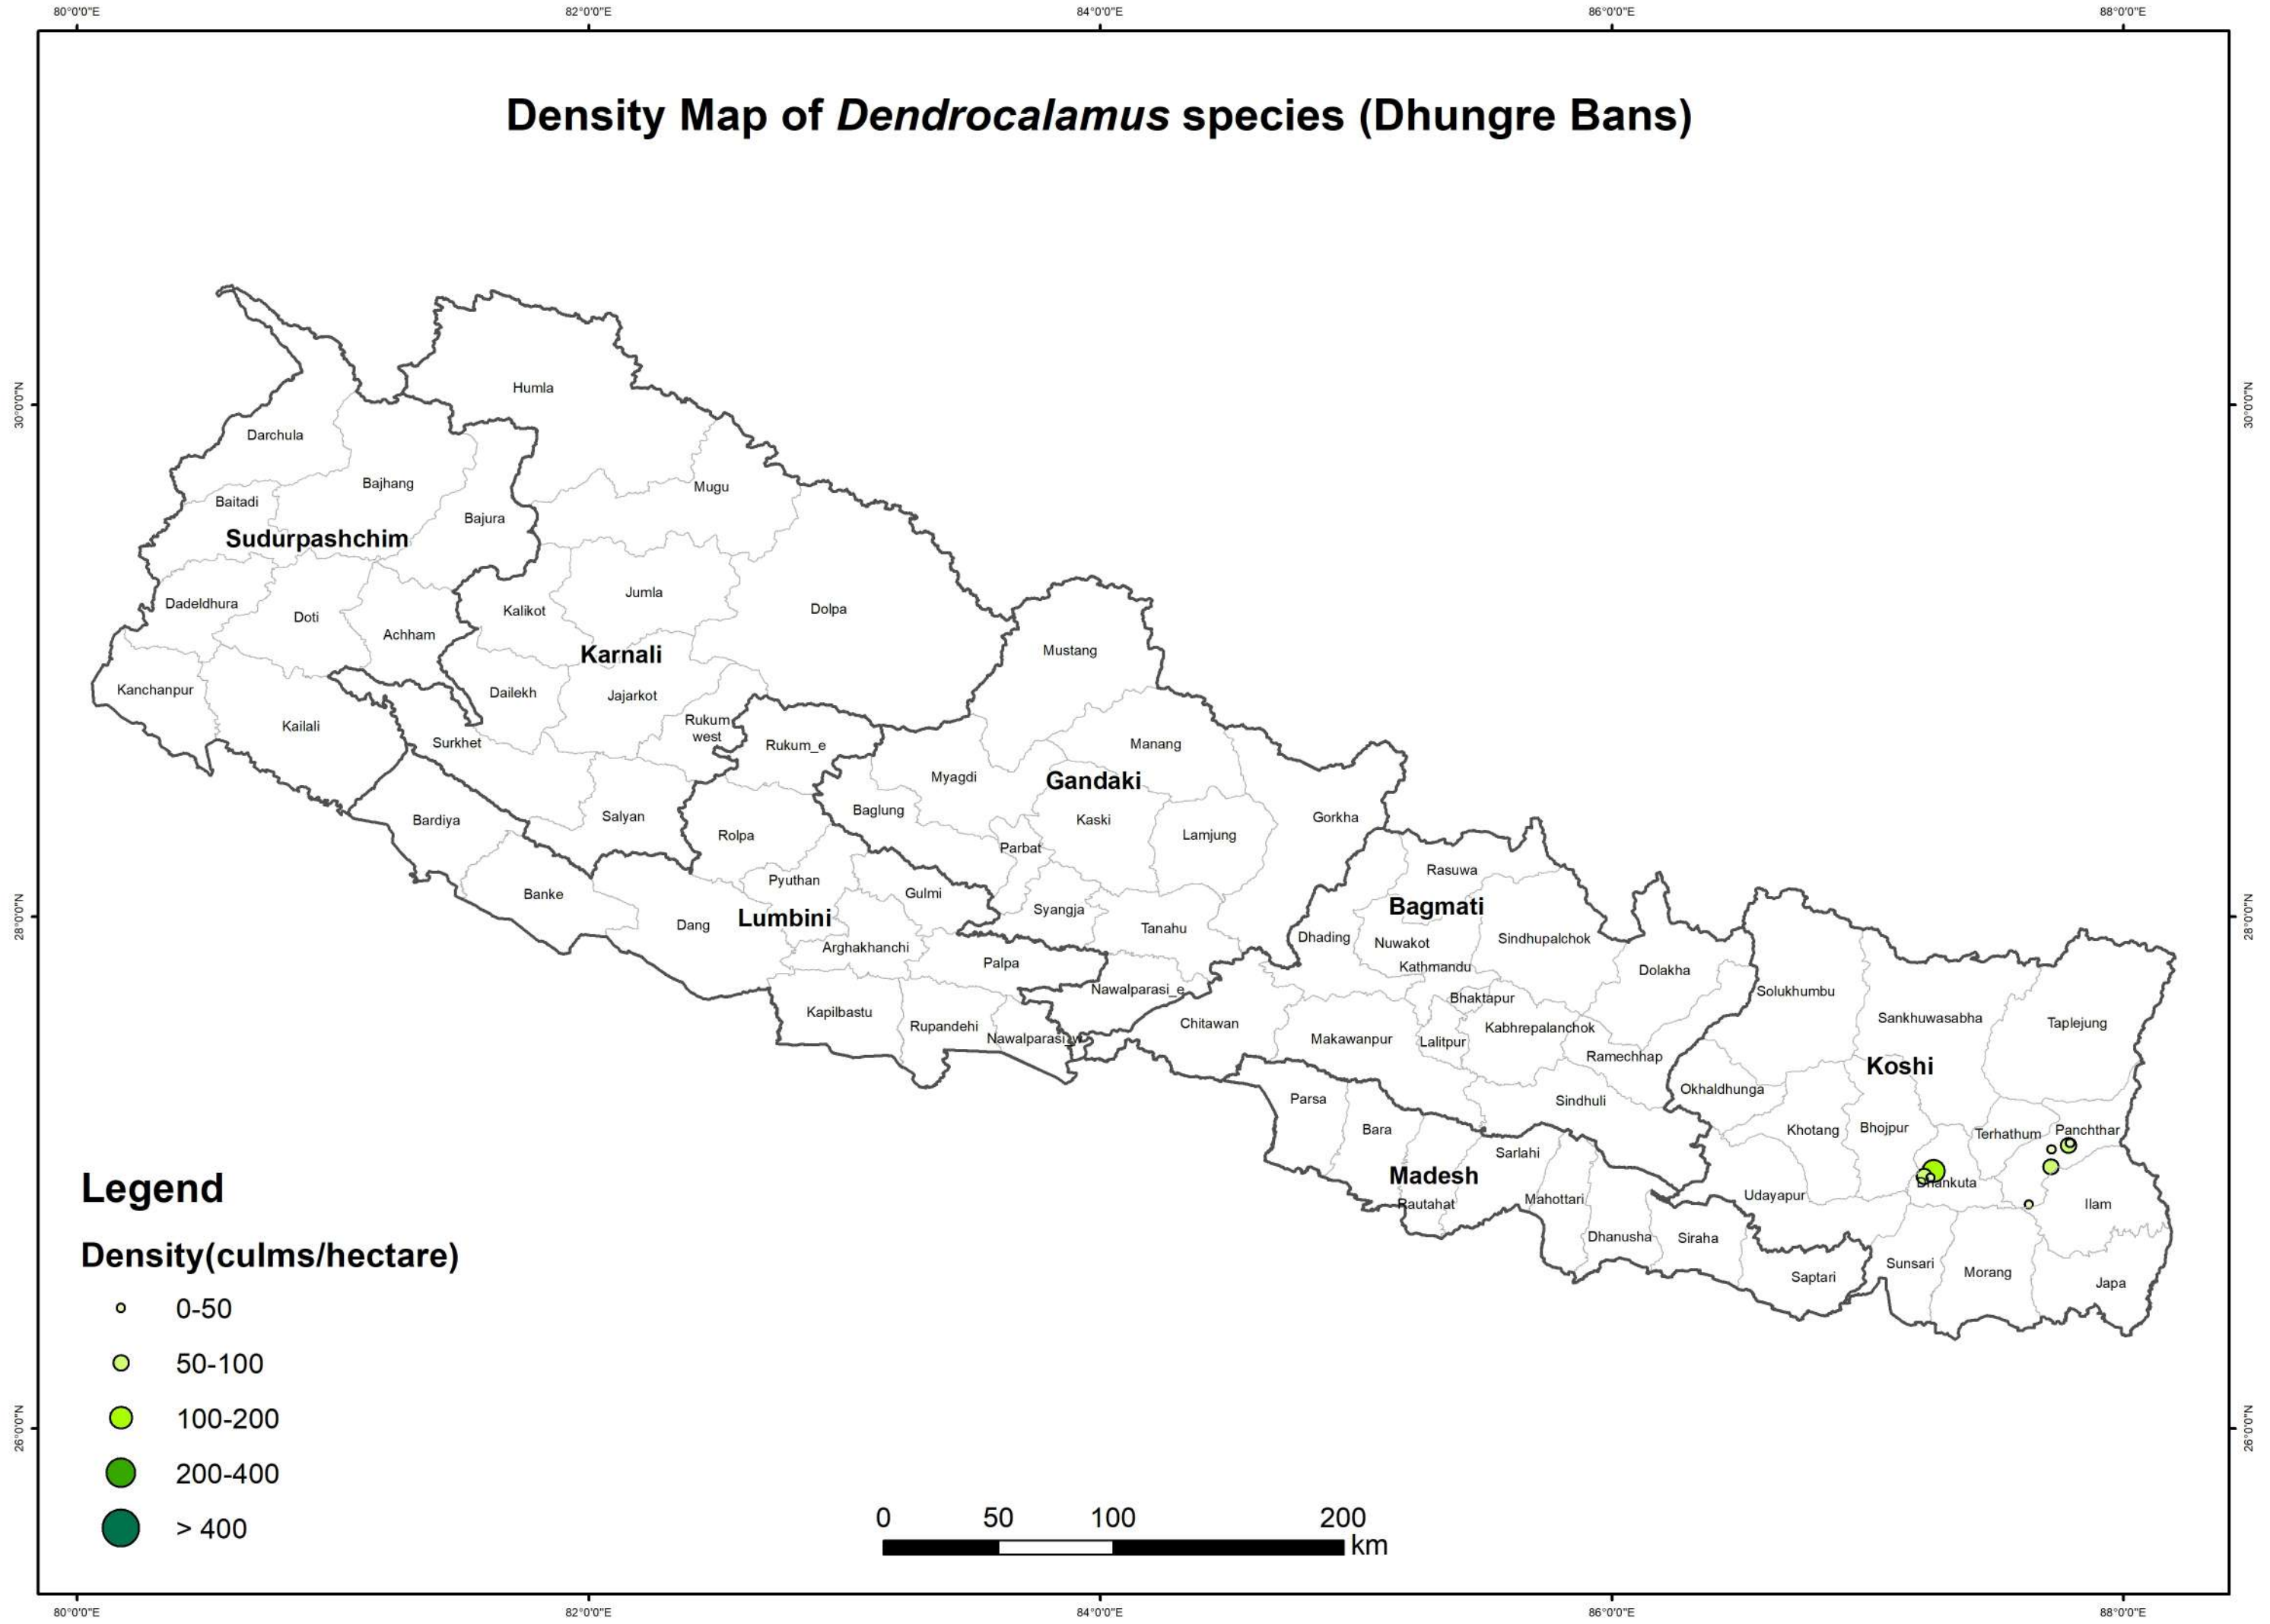 80°0'0"E 82°0'0"E 84°0'0"E 86°0'0"E 88°0'0"E
Density Map of Dendrocalamus species (Dhungre Bans)
30°0'0"N 30°0'0"N
28°0'0"N 28°0'0"N
26°0'0"N 26°0'0"N
Humla
Darchula
Bajhang
Mugu
Baitadi
Bajura
Sudurpashchim
Jumla
Dadeldhura
Doti
Kalikot
Dolpa
Achham
Karnali
Mustang
Kanchanpur
Dailekh
Jajarkot
Kailali
Rukum
west
Surkhet
Rukum_e
Manang
Myagdi
Gandaki
Baglung
Bardiya
Salyan
Kaski
Gorkha
Rolpa
Lamjung
Parbat
Rasuwa
Pyuthan
Banke
Gulmi
Syangja
Bagmati
Dang
Lumbini
Tanahu
Dhading
Nuwakot
Sindhupalchok
Arghakhanchi
Palpa
Kathmandu
Dolakha
Nawalparasi_e
Solukhumbu
Bhaktapur
Kapilbastu
Rupandehi
Chitawan
Kabhrepalanchok
Sankhuwasabha
Taplejung
Nawalparasi_w
Makawanpur
Lalitpur
Ramechhap
Koshi
Okhaldhunga
Parsa
Sindhuli
Bara
Khotang
Bhojpur
Terhathum
Panchthar
Sarlahi
Madesh
Dhankuta
Rautahat
Mahottari
Udayapur
Ilam
Dhanusha
Siraha
Saptari
Sunsari
Morang
Japa
Legend
Density(culms/hectare)
0-50
50-100
100-200
200-400
> 400
0 50 100 200
km
80°0'0"E 82°0'0"E 84°0'0"E 86°0'0"E 88°0'0"E